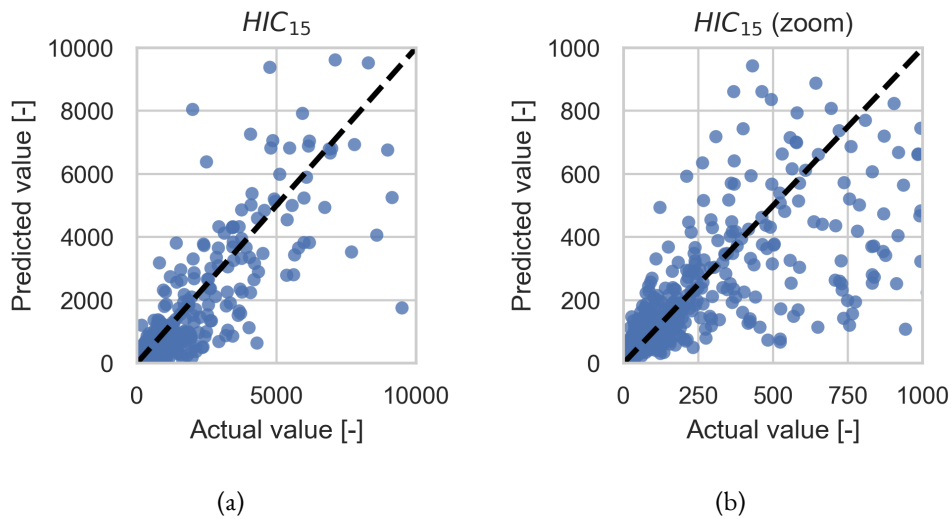 HIC15
10000
8000
6000
4000
2000
0
Predicted value [-]
0 5000 10000
Actual value [-]
(a)
HIC15 (zoom)
1000
800
600
400
200
0
Predicted value [-]
0 250 500 750 1000
Actual value [-]
(b)